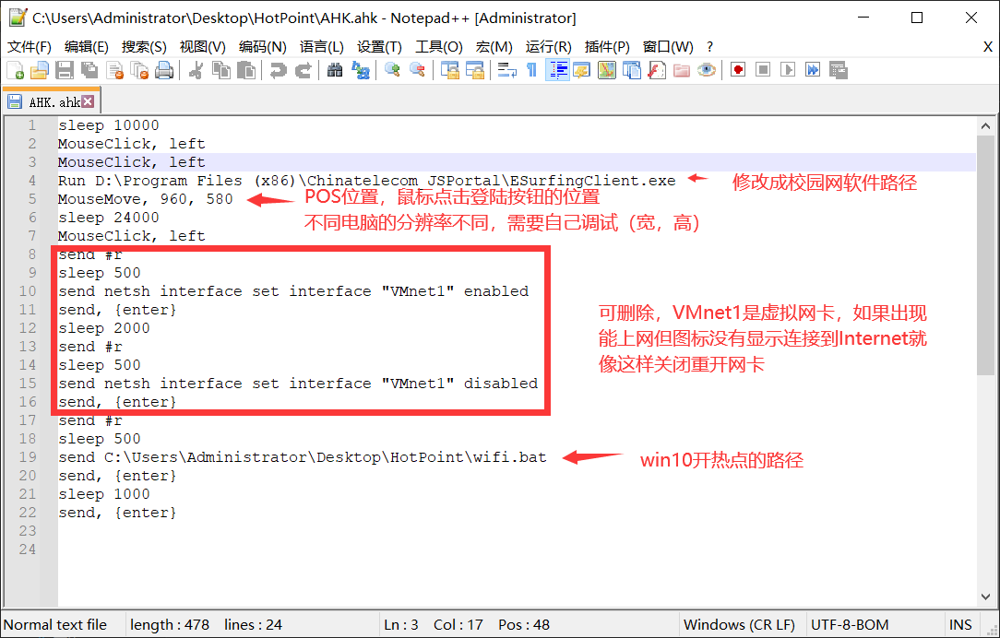 C:\Users\Administrator\Desktop\HotPoint\AHK.ahk - Notepad++ [Administrator]
文件(F) 编辑(E) 搜索(S) 视图(V) 编码(N) 语言(L) 设置(T) 工具(O) 宏(M) 运行(R) 插件(P) 窗口(W) ? X
AHK.ahk
1 sleep 10000
2 MouseClick, left
3 MouseClick, left
4 Run D:\Program Files (x86)\Chinatelecom JSPortal\ESurfingClient.exe 修改成校园网软件路径
5 MouseMove, 960, 580 POS位置，鼠标点击登陆按钮的位置
6 sleep 24000 不同电脑的分辨率不同，需要自己调试（宽，高）
7 MouseClick, left
8 send #r
9 sleep 500
10 send netsh interface set interface "VMnet1" enabled
11 send, {enter} 可删除，VMnet1是虚拟网卡，如果出现
12 sleep 2000 能上网但图标没有显示连接到Internet就
13 send #r 像这样关闭重开网卡
14 sleep 500
15 send netsh interface set interface "VMnet1" disabled
16 send, {enter}
17 send #r
18 sleep 500
19 send C:\Users\Administrator\Desktop\HotPoint\wifi.bat win10开热点的路径
20 send, {enter}
21 sleep 1000
22 send, {enter}
23
24
Normal text file length : 478 lines : 24 Ln : 3 Col : 17 Pos : 48 Windows (CR LF) UTF-8-BOM INS